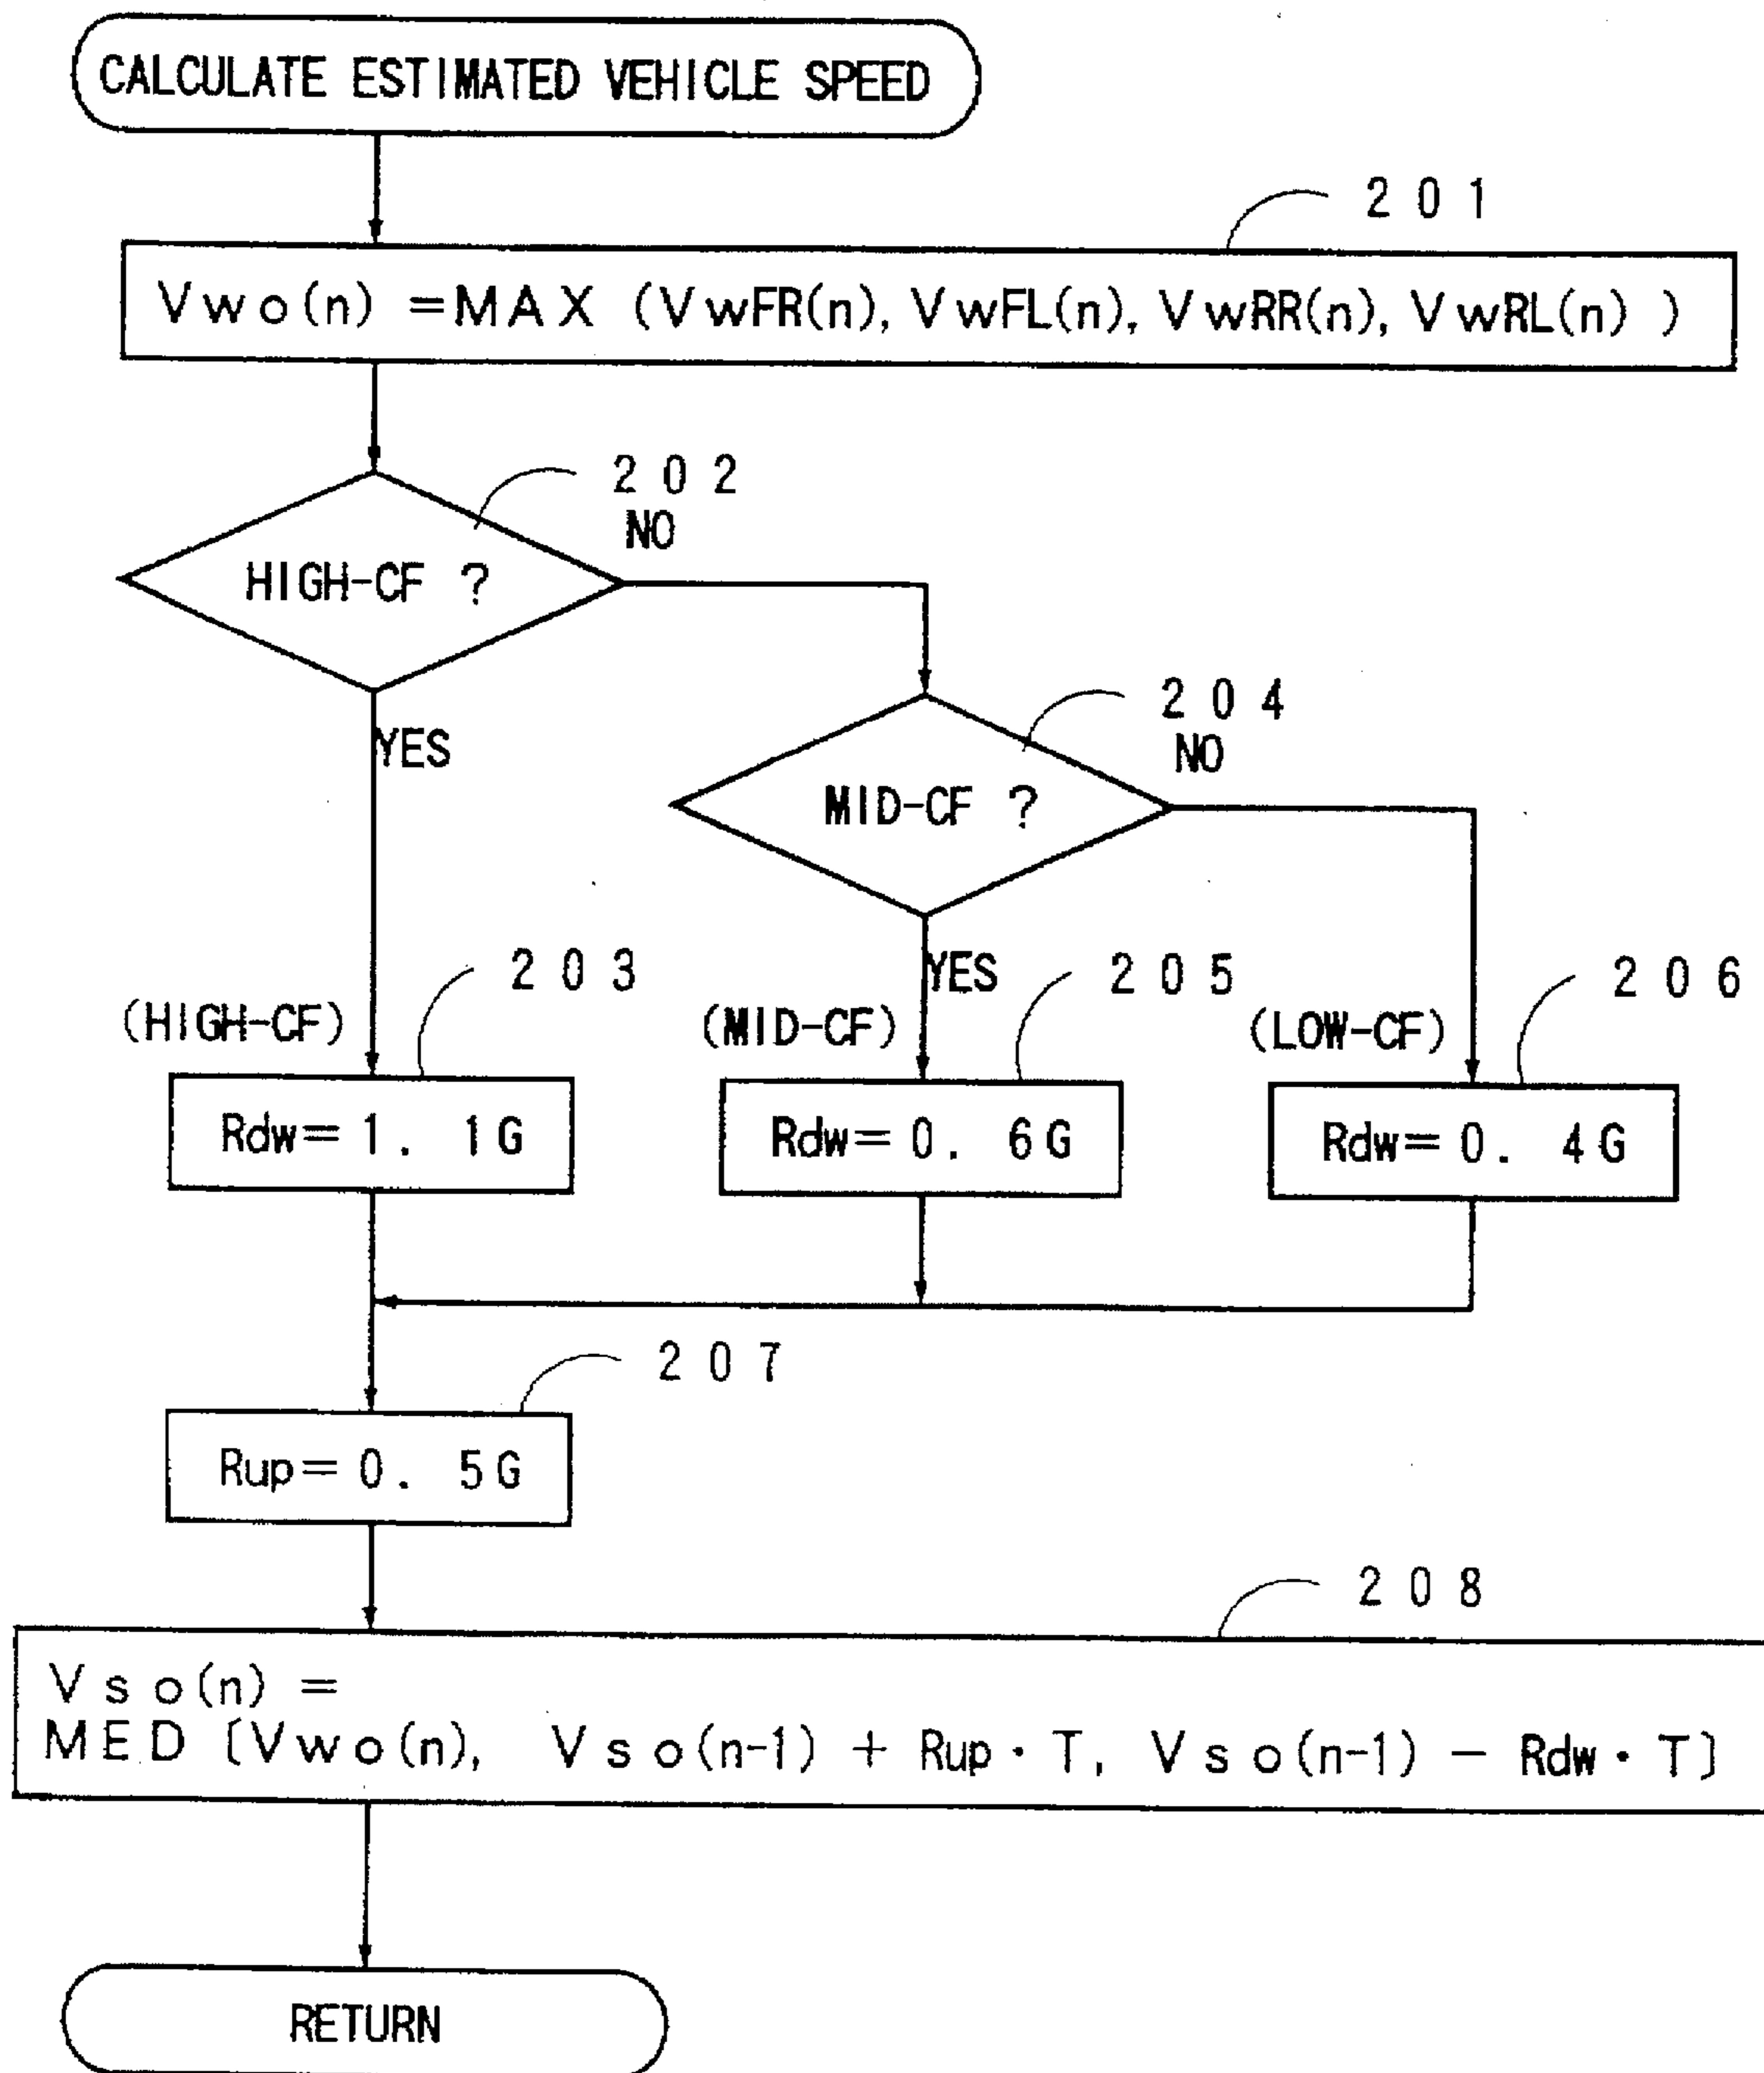 CALCULATE ESTIMATED VEHICLE SPEED
201
Vwo(n) =MAX (VwFR(n), VwFL(n), VwRR(n), VwRL(n) )
202
NO
HIGH-CF ?
YES
204
NO
MID-CF ?
YES
203
205
206
(HIGH-CF)
(MID-CF)
(LOW-CF)
Rdw=1. 1G
Rdw=0. 6G
Rdw=0. 4G
207
Rup=0. 5G
208
Vso(n) =
MED [Vwo(n), Vso(n-1) + Rup・T, Vso(n-1) − Rdw・T]
RETURN